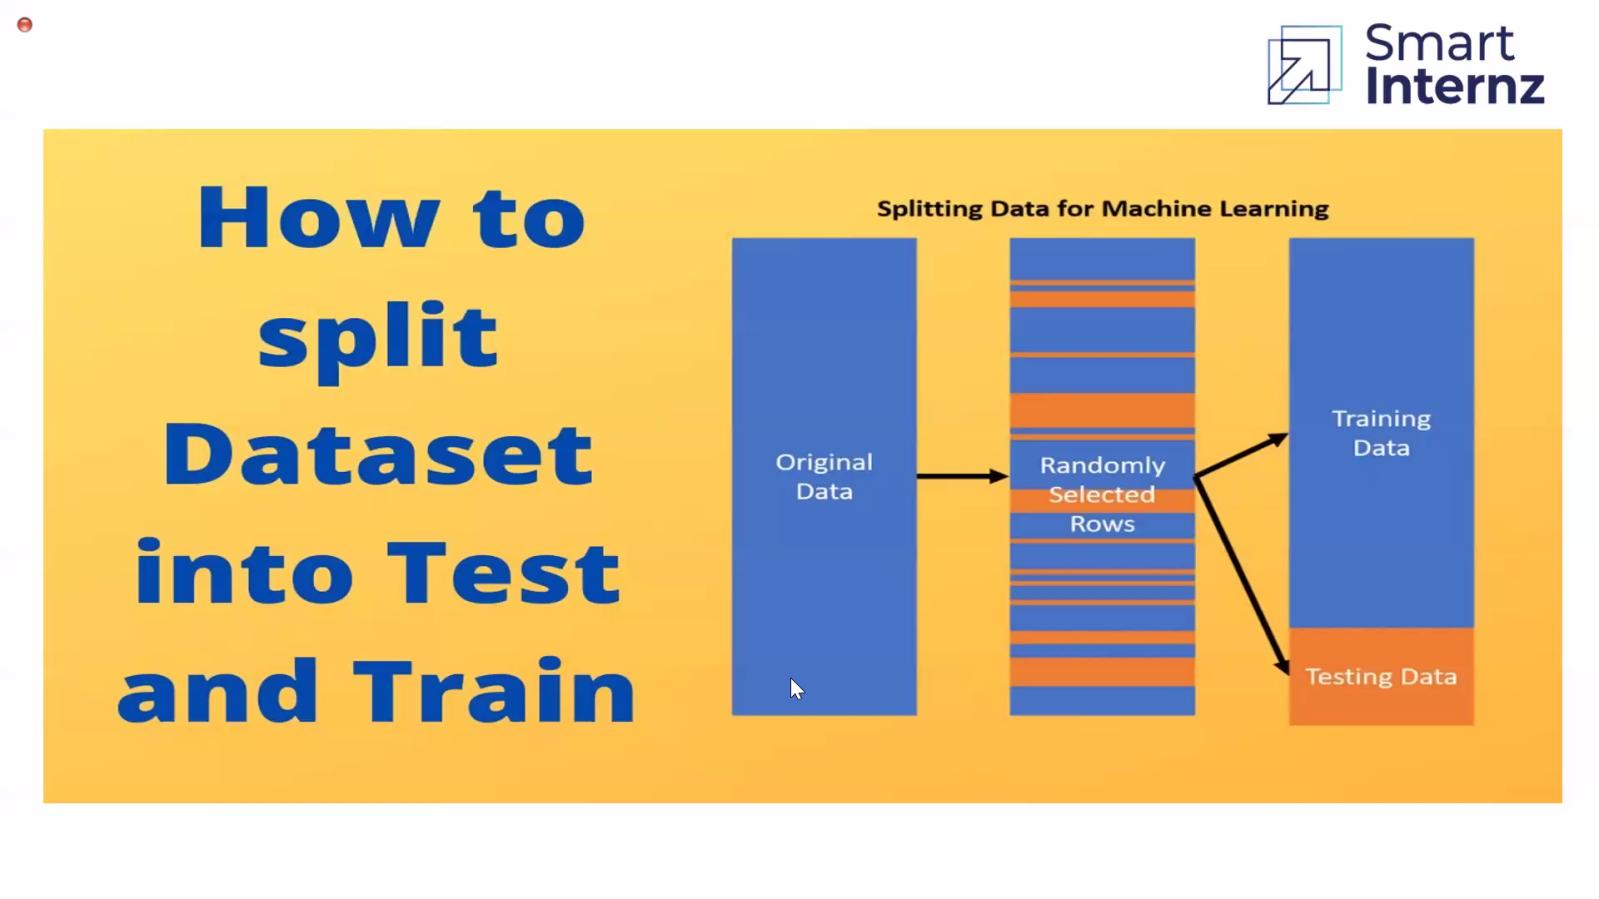 Smart
Internz
How to
split
Dataset
into Test
and Train
Splitting Data for Machine Learning
Original
Data
Randomly
Selected
Rows
Training
Data
Testing Data